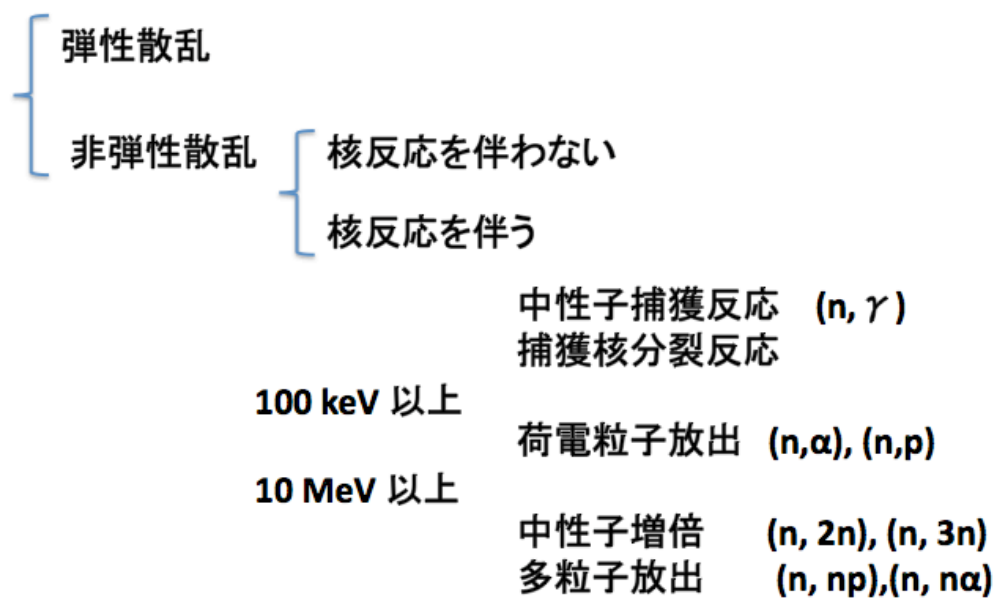 弾性散乱
非弾性散乱 核反応を伴わない
核反応を伴う
中性子捕獲反応 (n, γ)
捕獲核分裂反応
100 keV 以上
荷電粒子放出 (n,α), (n,p)
10 MeV 以上
中性子増倍 (n, 2n), (n, 3n)
多粒子放出 (n, np),(n, nα)